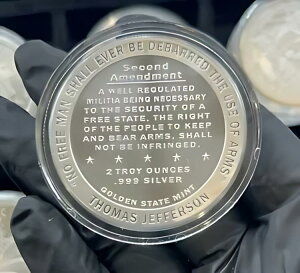 "NO FREE MAN SHALL EVER BE DEBARRED THE USE OF ARMS"
Second
Amendment
A WELL REGULATED
MILITIA BEING NECESSARY
TO THE SECURITY OF A
FREE STATE, THE RIGHT
OF THE PEOPLE TO KEEP
AND BEAR ARMS, SHALL
NOT BE INFRINGED.
2 TROY OUNCES
.999 SILVER
GOLDEN STATE MINT
THOMAS JEFFERSON